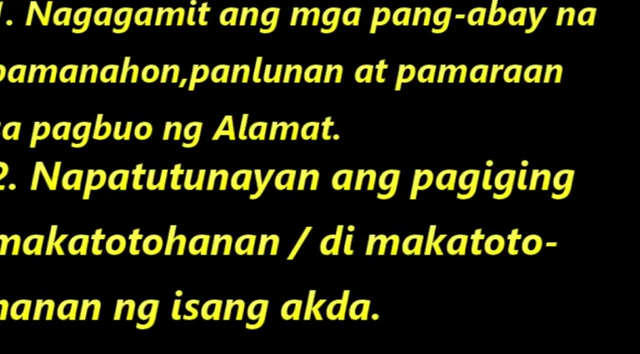 1. Nagagamit ang mga pang-abay na
pamanahon,panlunan at pamaraan
sa pagbuo ng Alamat.
2. Napatutunayan ang pagiging
makatotohanan / di makatoto-
hanan ng isang akda.